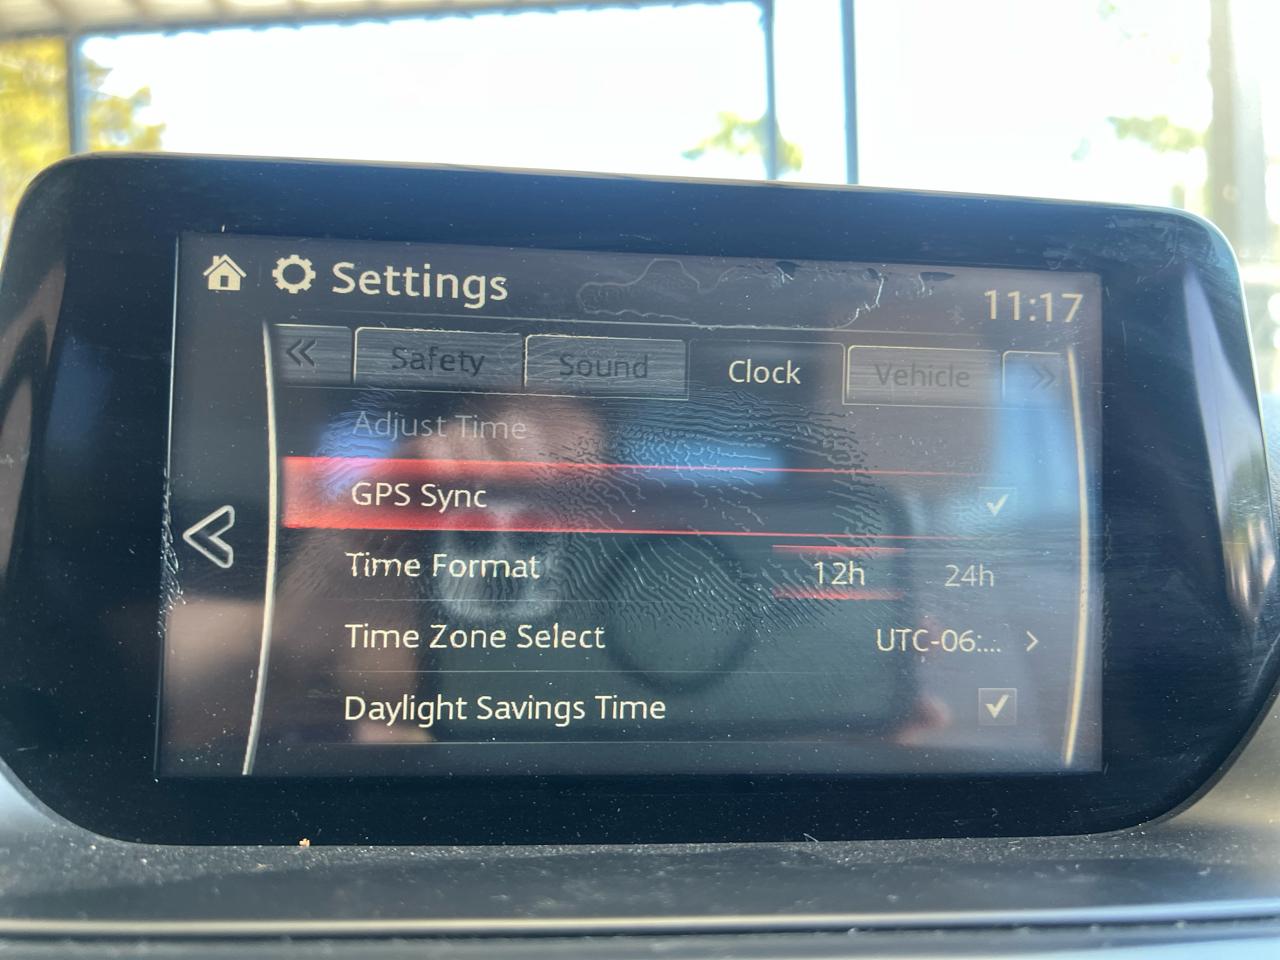 Settings
11:17
Safety Sound Clock Vehicle
Adjust Time
GPS Sync
Time Format 12h 24h
Time Zone Select UTC-06:...
Daylight Savings Time